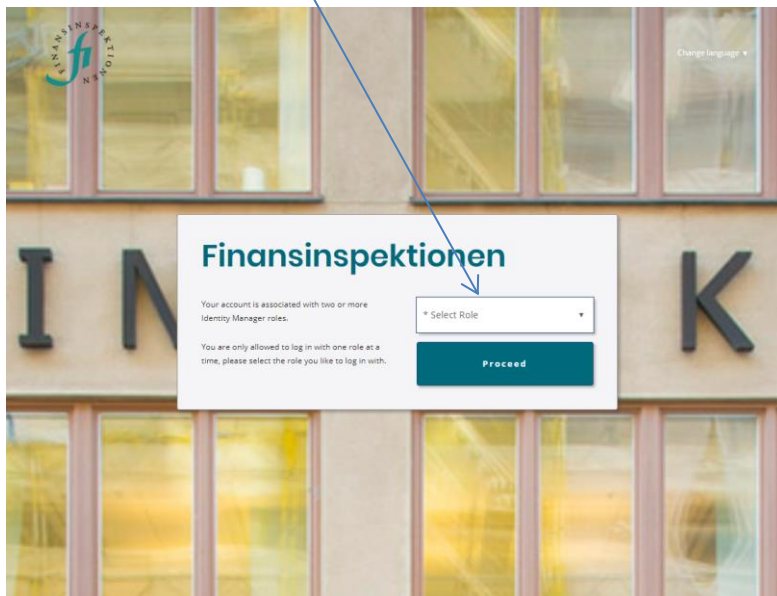 FINANSINSPEKTIONEN
fi
Change language ▾
I N K
Finansinspektionen
Your account is associated with two or more
Identity Manager roles.
You are only allowed to log in with one role at a
time, please select the role you like to log in with.
* Select Role ▾
Proceed